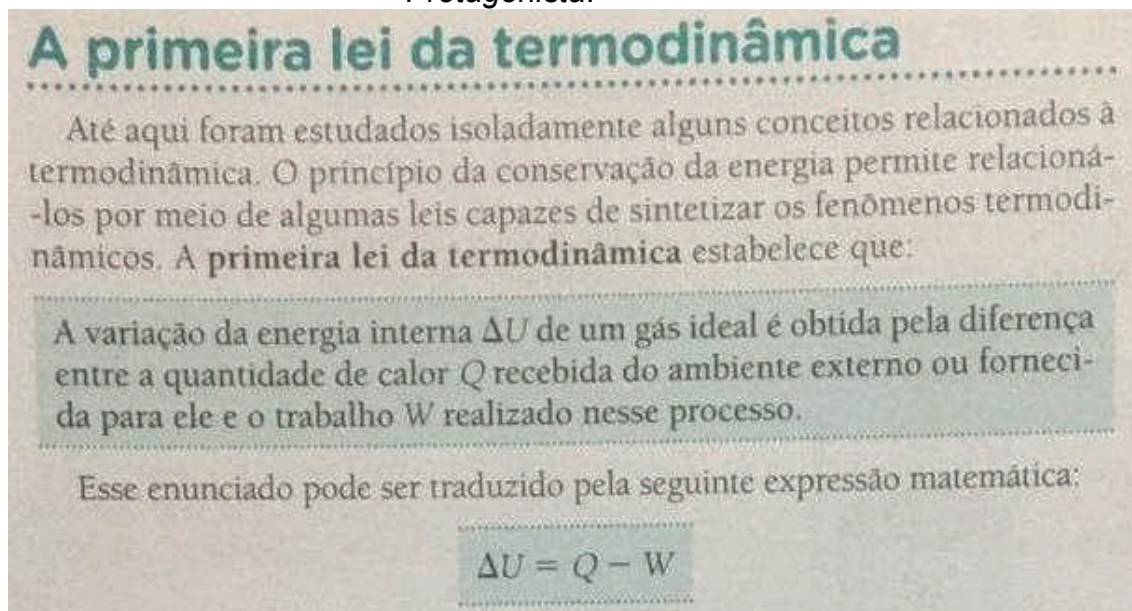 Protagonista.
A primeira lei da termodinâmica
Até aqui foram estudados isoladamente alguns conceitos relacionados à
termodinâmica. O princípio da conservação da energia permite relacioná-
-los por meio de algumas leis capazes de sintetizar os fenômenos termodi-
nâmicos. A primeira lei da termodinâmica estabelece que:
A variação da energia interna ΔU de um gás ideal é obtida pela diferença
entre a quantidade de calor Q recebida do ambiente externo ou forneci-
da para ele e o trabalho W realizado nesse processo.
Esse enunciado pode ser traduzido pela seguinte expressão matemática:
ΔU = Q − W